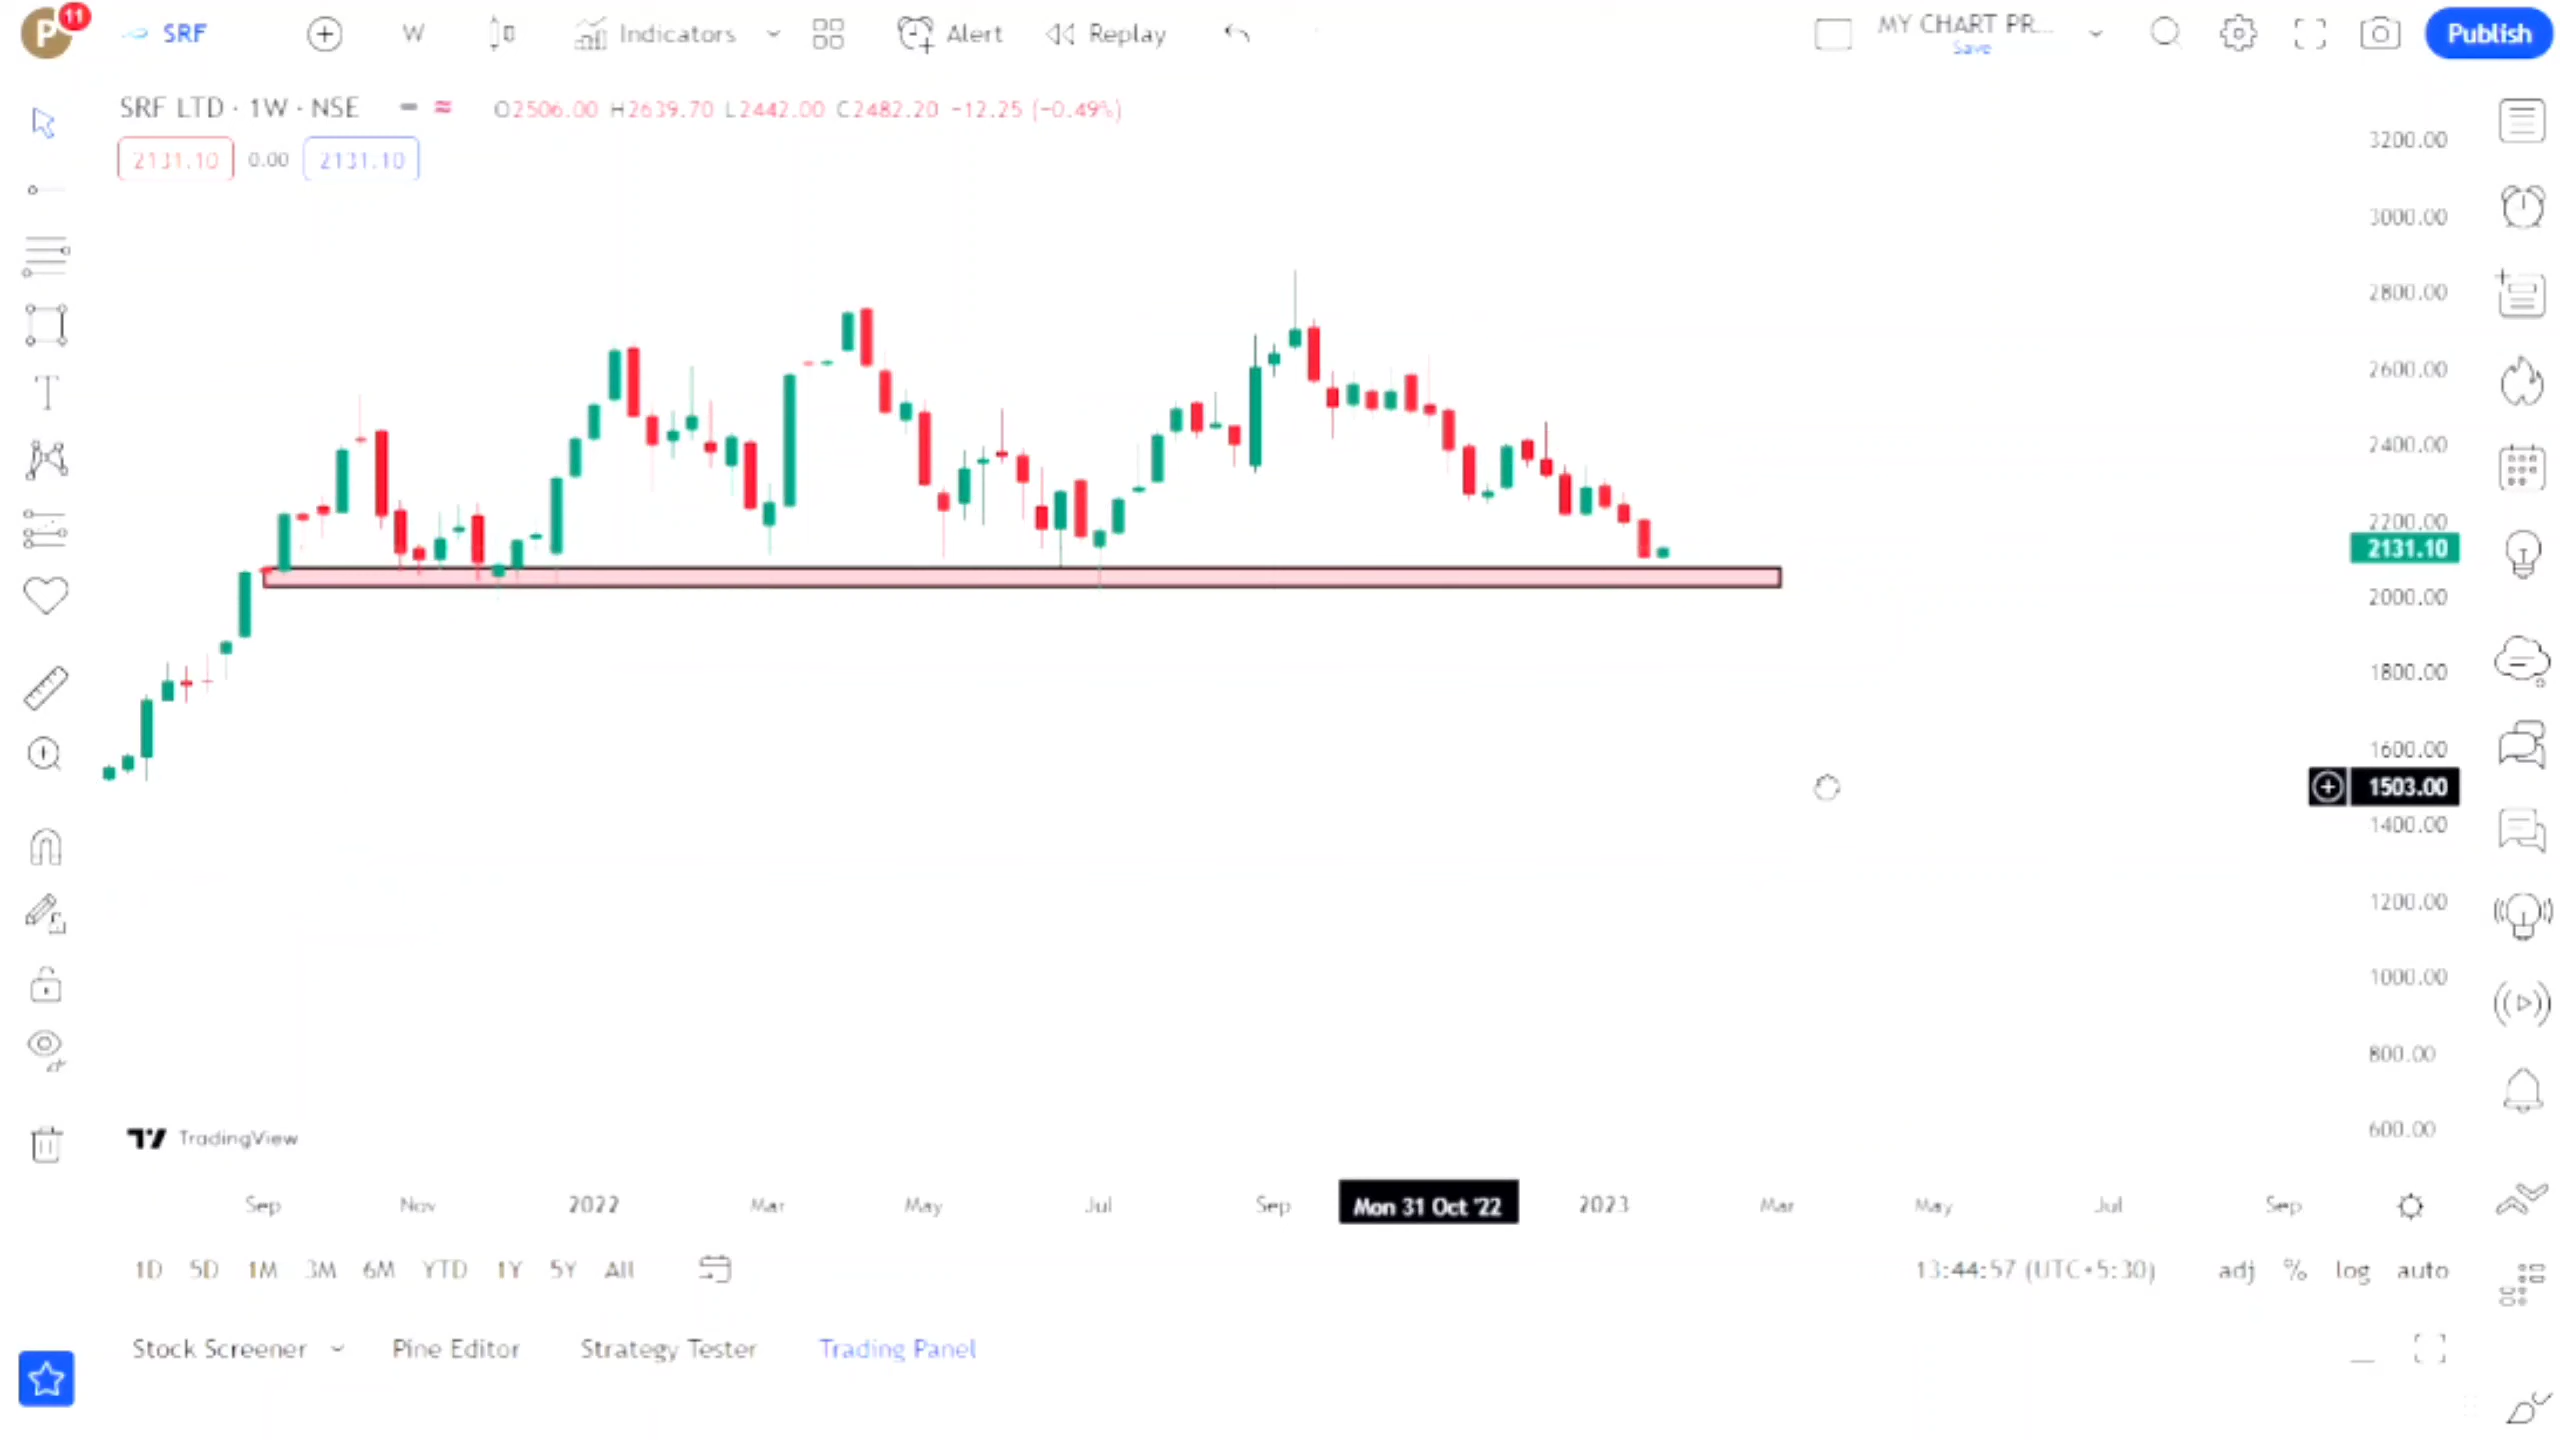 P 11 SRF W Indicators Alert Replay MY CHART PR... Save Publish
SRF LTD · 1W · NSE O2506.00 H2639.70 L2442.00 C2482.20 −12.25 (−0.49%)
2131.10 0.00 2131.10
3200.00
3000.00
2800.00
2600.00
2400.00
2200.00
2131.10
2000.00
1800.00
1600.00
1503.00
1400.00
1200.00
1000.00
800.00
600.00
TradingView
Sep Nov 2022 Mar May Jul Sep Mon 31 Oct '22 2023 Mar May Jul Sep
1D 5D 1M 3M 6M YTD 1Y 5Y All 13:44:57 (UTC+5:30) adj % log auto
Stock Screener Pine Editor Strategy Tester Trading Panel